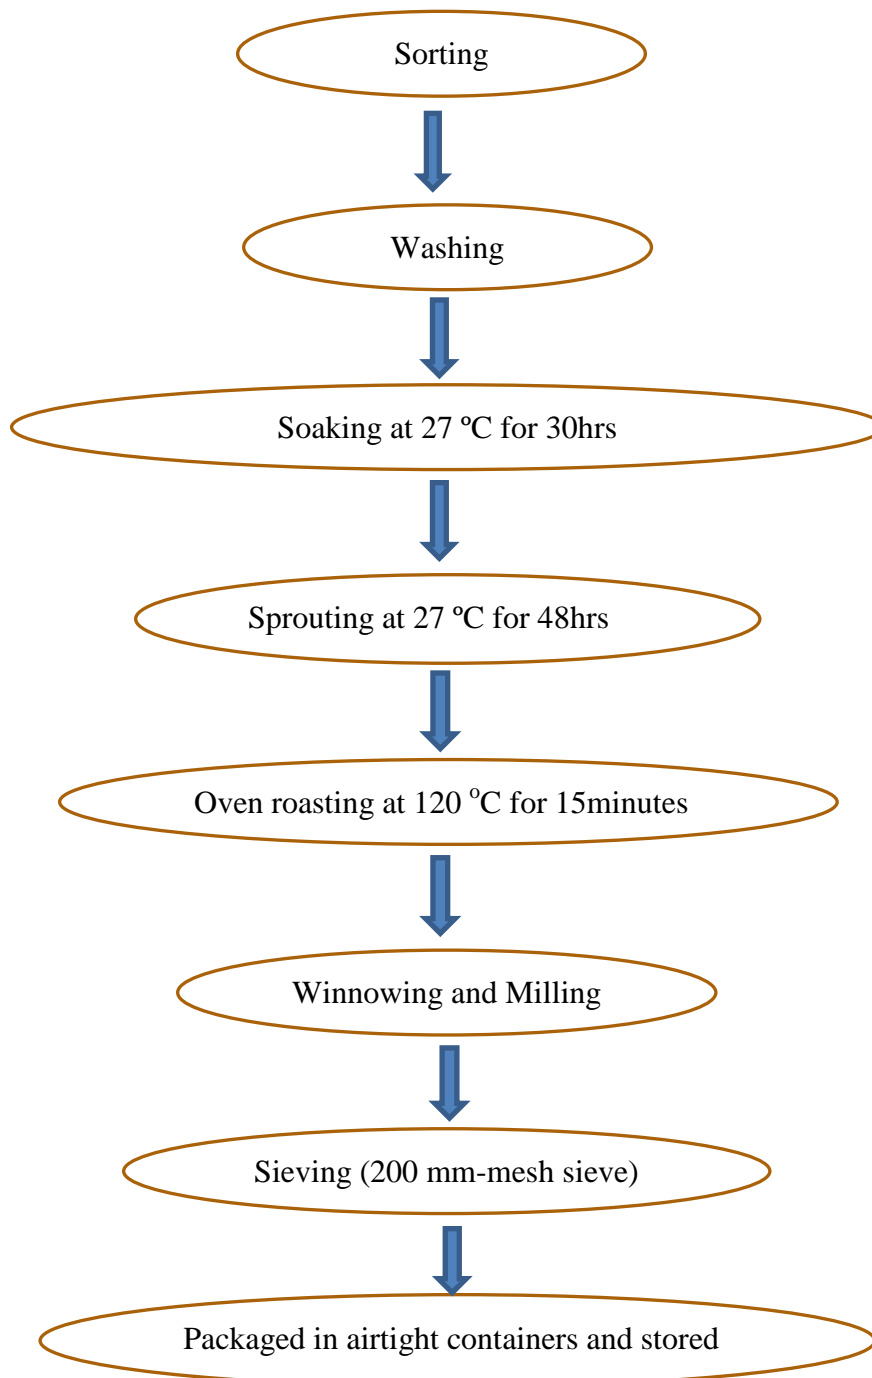 Sorting
Washing
Soaking at 27 ºC for 30hrs
Sprouting at 27 ºC for 48hrs
Oven roasting at 120 °C for 15minutes
Winnowing and Milling
Sieving (200 mm-mesh sieve)
Packaged in airtight containers and stored